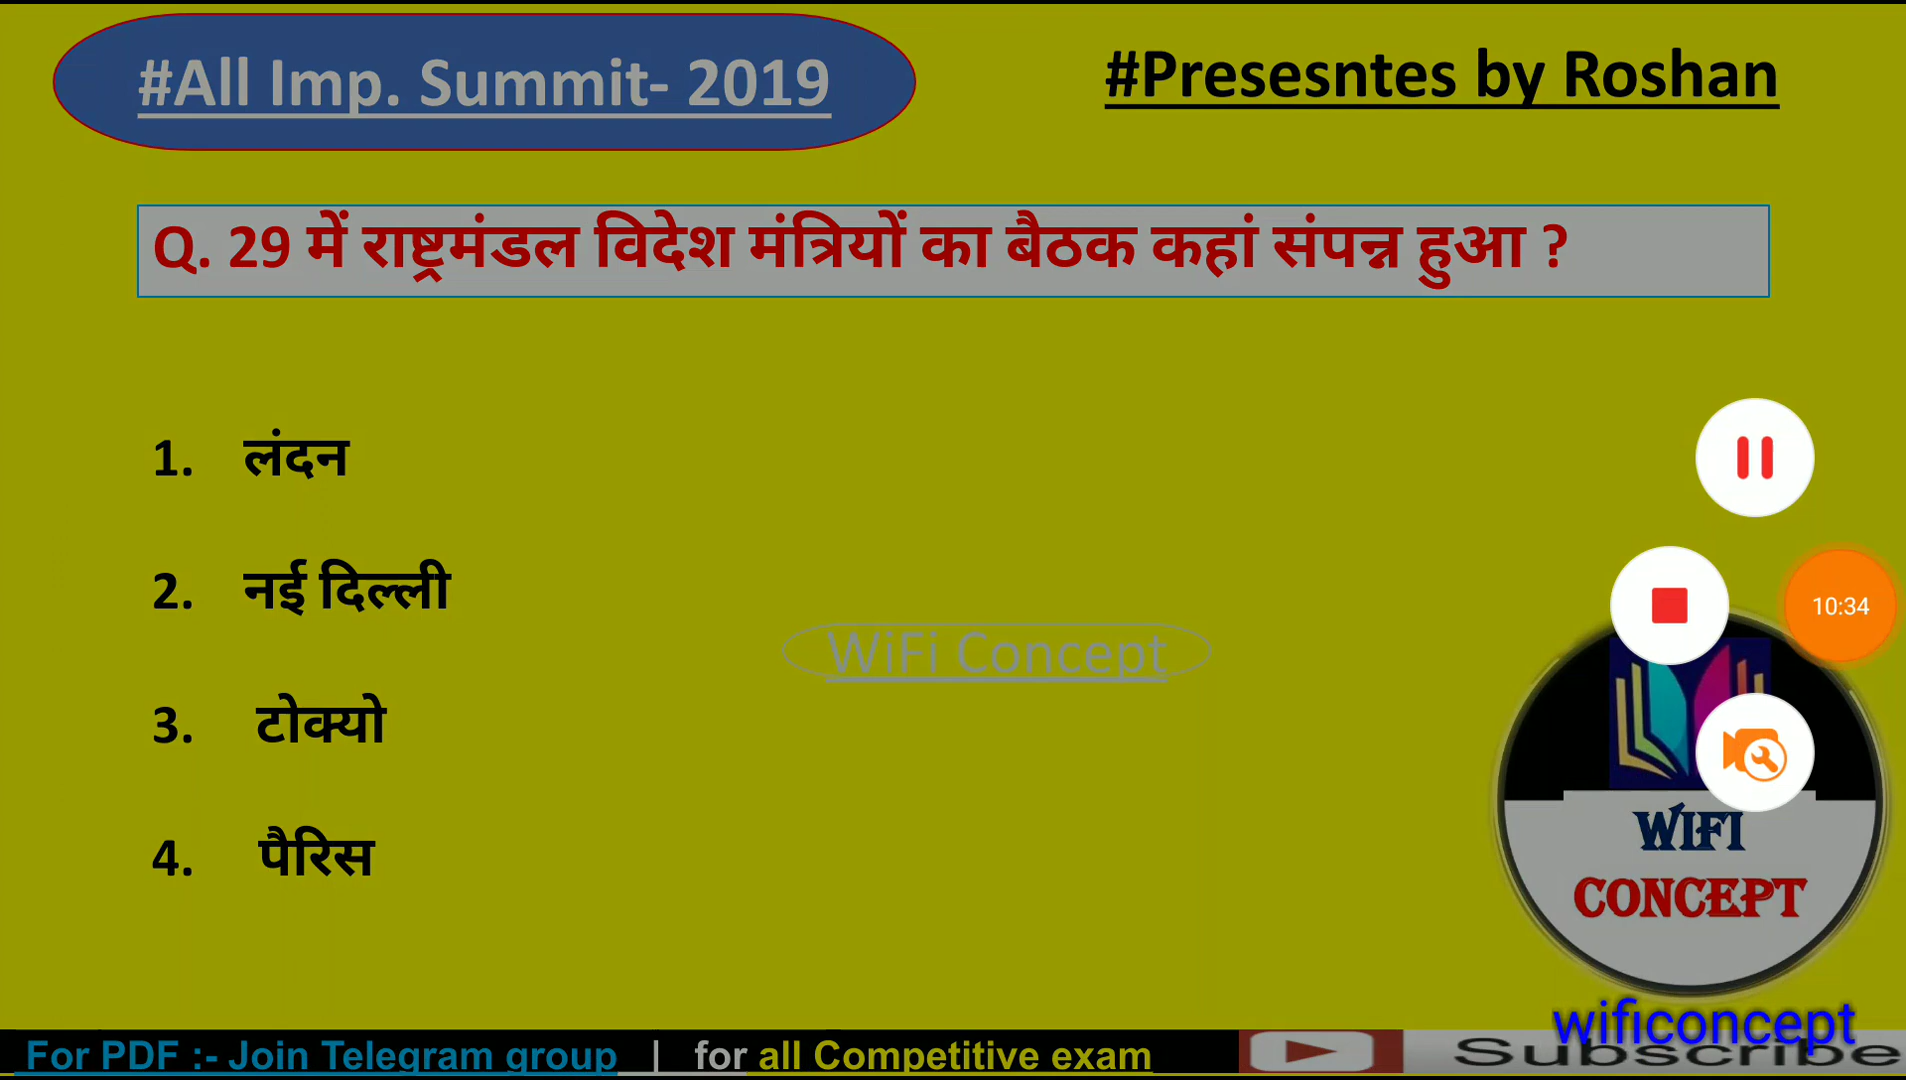 #All Imp. Summit- 2019
#Presesntes by Roshan
Q. 29 में राष्ट्रमंडल विदेश मंत्रियों का बैठक कहां संपन्न हुआ ?
1. लंदन
2. नई दिल्ली
3. टोक्यो
4. पैरिस
WiFi Concept
10:34
WIFI
CONCEPT
wificoncept
For PDF :- Join Telegram group | for all Competitive exam
Subscribe